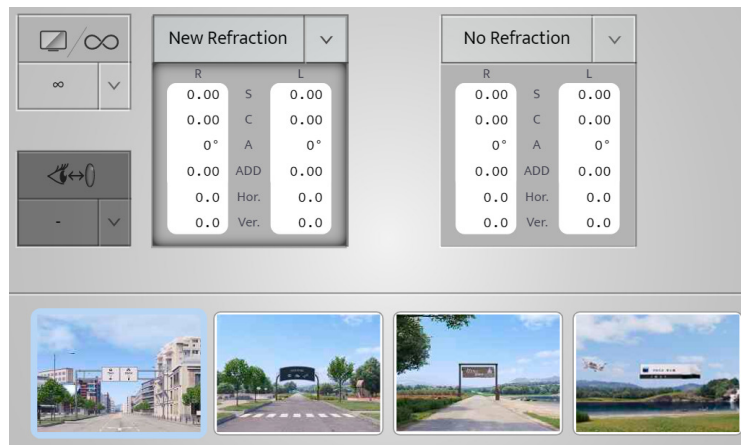 ∞
∞
-
New Refraction
R L
0.00 S 0.00
0.00 C 0.00
0° A 0°
0.00 ADD 0.00
0.0 Hor. 0.0
0.0 Ver. 0.0
No Refraction
R L
0.00 S 0.00
0.00 C 0.00
0° A 0°
0.00 ADD 0.00
0.0 Hor. 0.0
0.0 Ver. 0.0